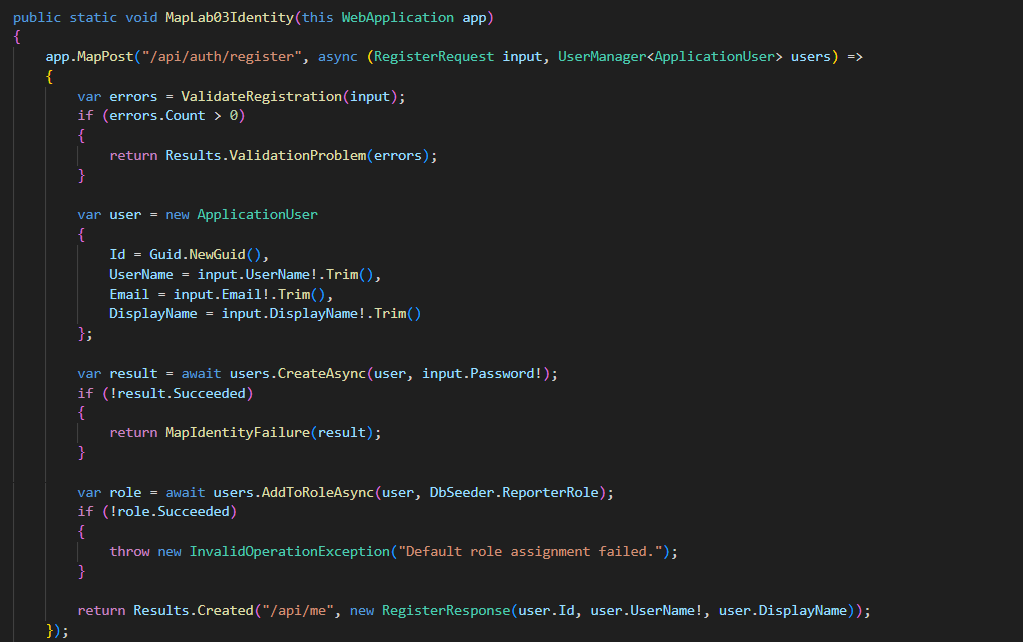 public static void MapLab03Identity(this WebApplication app)
{
    app.MapPost("/api/auth/register", async (RegisterRequest input, UserManager<ApplicationUser> users) =>
    {
        var errors = ValidateRegistration(input);
        if (errors.Count > 0)
        {
            return Results.ValidationProblem(errors);
        }

        var user = new ApplicationUser
        {
            Id = Guid.NewGuid(),
            UserName = input.UserName!.Trim(),
            Email = input.Email!.Trim(),
            DisplayName = input.DisplayName!.Trim()
        };

        var result = await users.CreateAsync(user, input.Password!);
        if (!result.Succeeded)
        {
            return MapIdentityFailure(result);
        }

        var role = await users.AddToRoleAsync(user, DbSeeder.ReporterRole);
        if (!role.Succeeded)
        {
            throw new InvalidOperationException("Default role assignment failed.");
        }

        return Results.Created("/api/me", new RegisterResponse(user.Id, user.UserName!, user.DisplayName));
    });